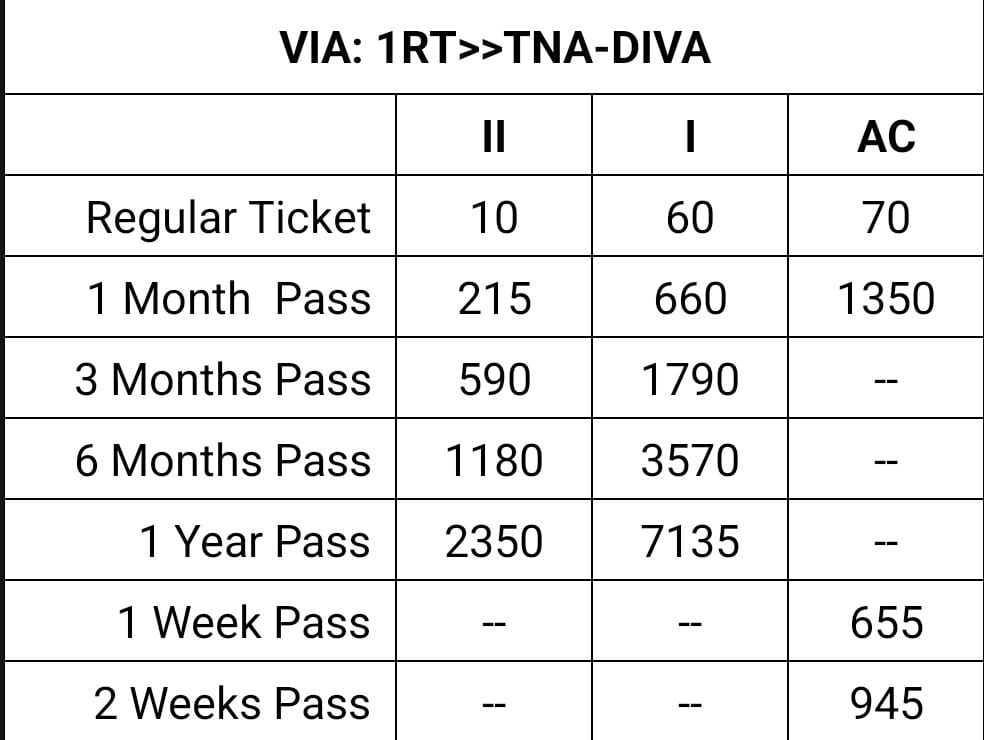 VIA: 1RT>>TNA-DIVA
II I AC
Regular Ticket 10 60 70
1 Month Pass 215 660 1350
3 Months Pass 590 1790 --
6 Months Pass 1180 3570 --
1 Year Pass 2350 7135 --
1 Week Pass -- -- 655
2 Weeks Pass -- -- 945